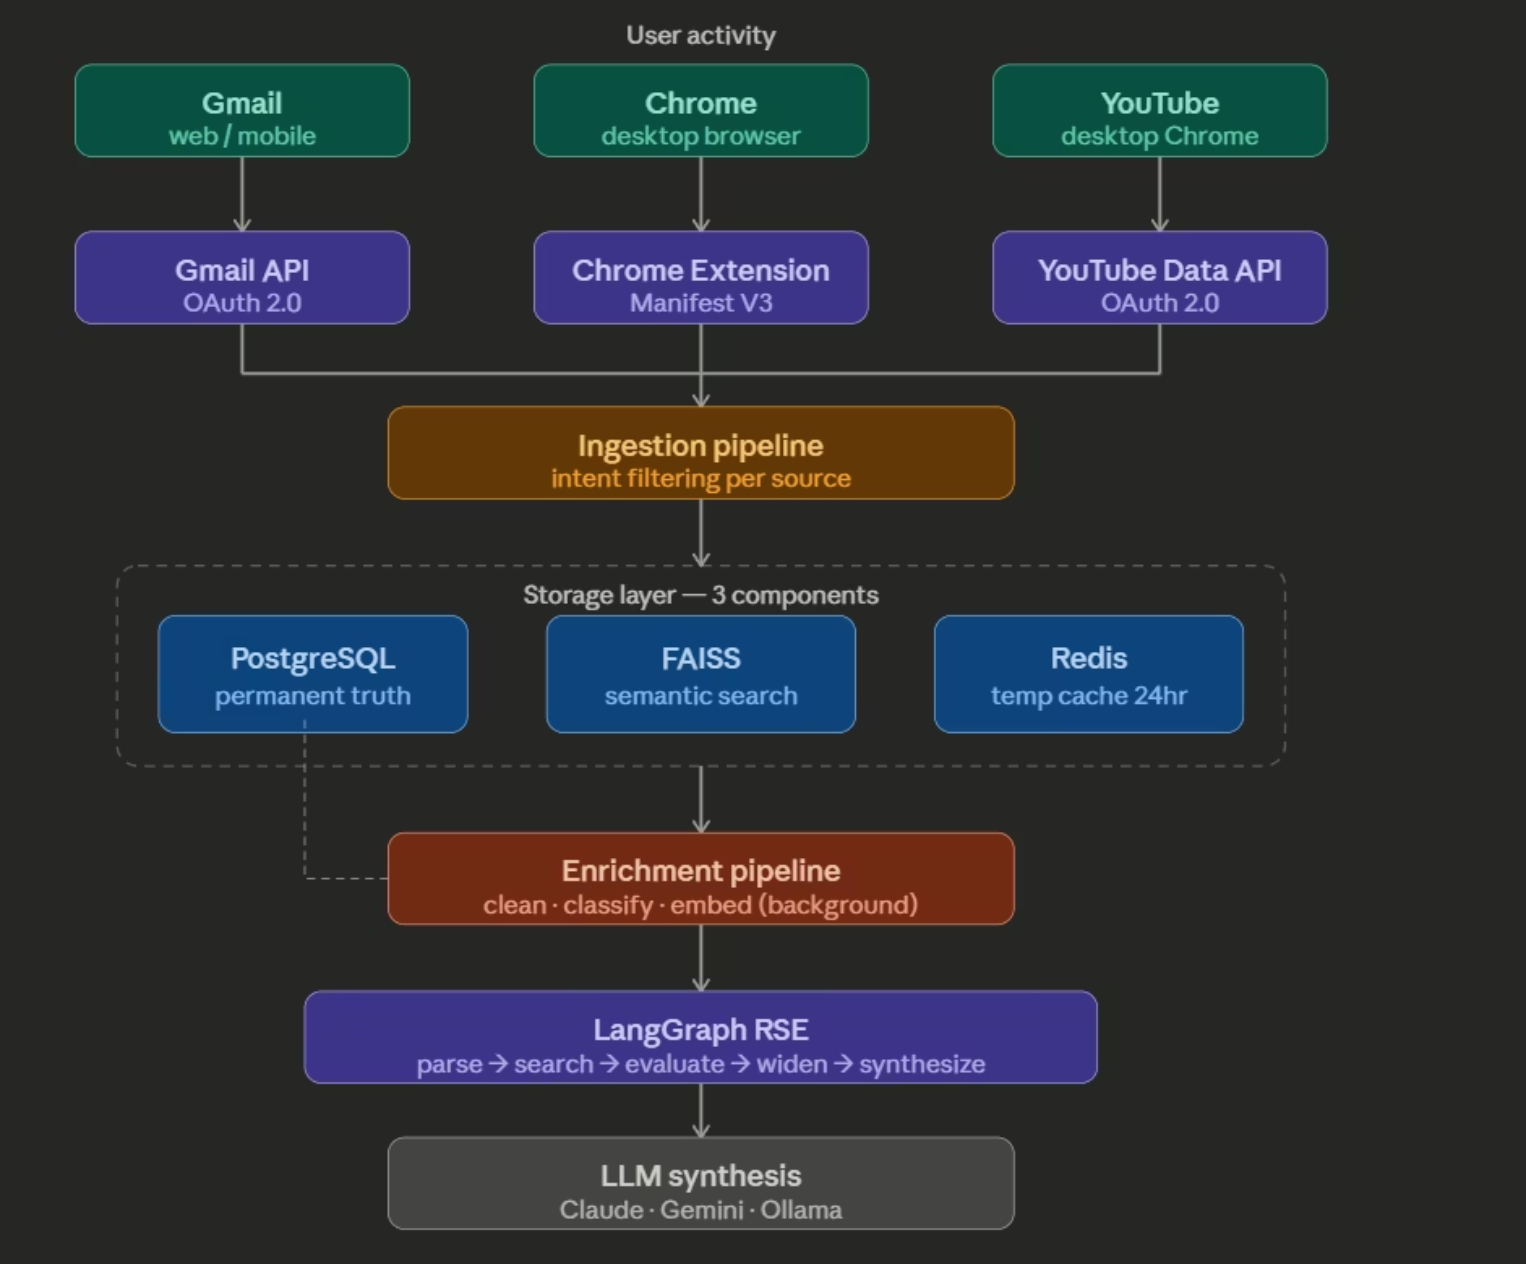 User activity
Gmail
web / mobile
Chrome
desktop browser
YouTube
desktop Chrome
Gmail API
OAuth 2.0
Chrome Extension
Manifest V3
YouTube Data API
OAuth 2.0
Ingestion pipeline
intent filtering per source
Storage layer — 3 components
PostgreSQL
permanent truth
FAISS
semantic search
Redis
temp cache 24hr
Enrichment pipeline
clean · classify · embed (background)
LangGraph RSE
parse → search → evaluate → widen → synthesize
LLM synthesis
Claude · Gemini · Ollama